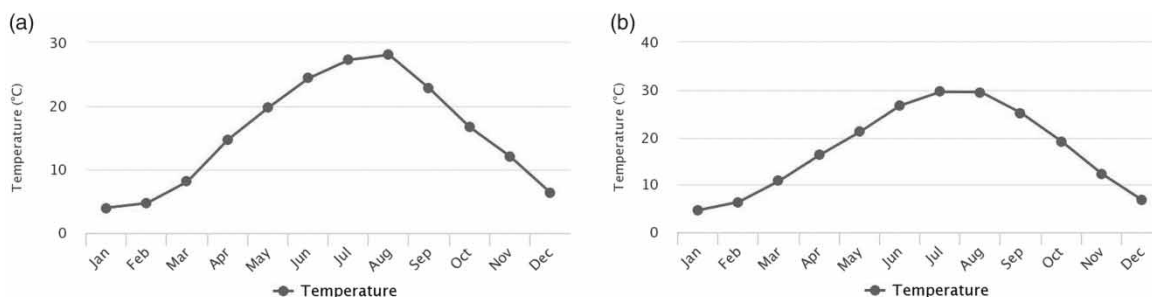 (a)
30
20
10
0
Temperature (°C)
Jan Feb Mar Apr May Jun Jul Aug Sep Oct Nov Dec
Temperature
(b)
40
30
20
10
0
Temperature (°C)
Jan Feb Mar Apr May Jun Jul Aug Sep Oct Nov Dec
Temperature